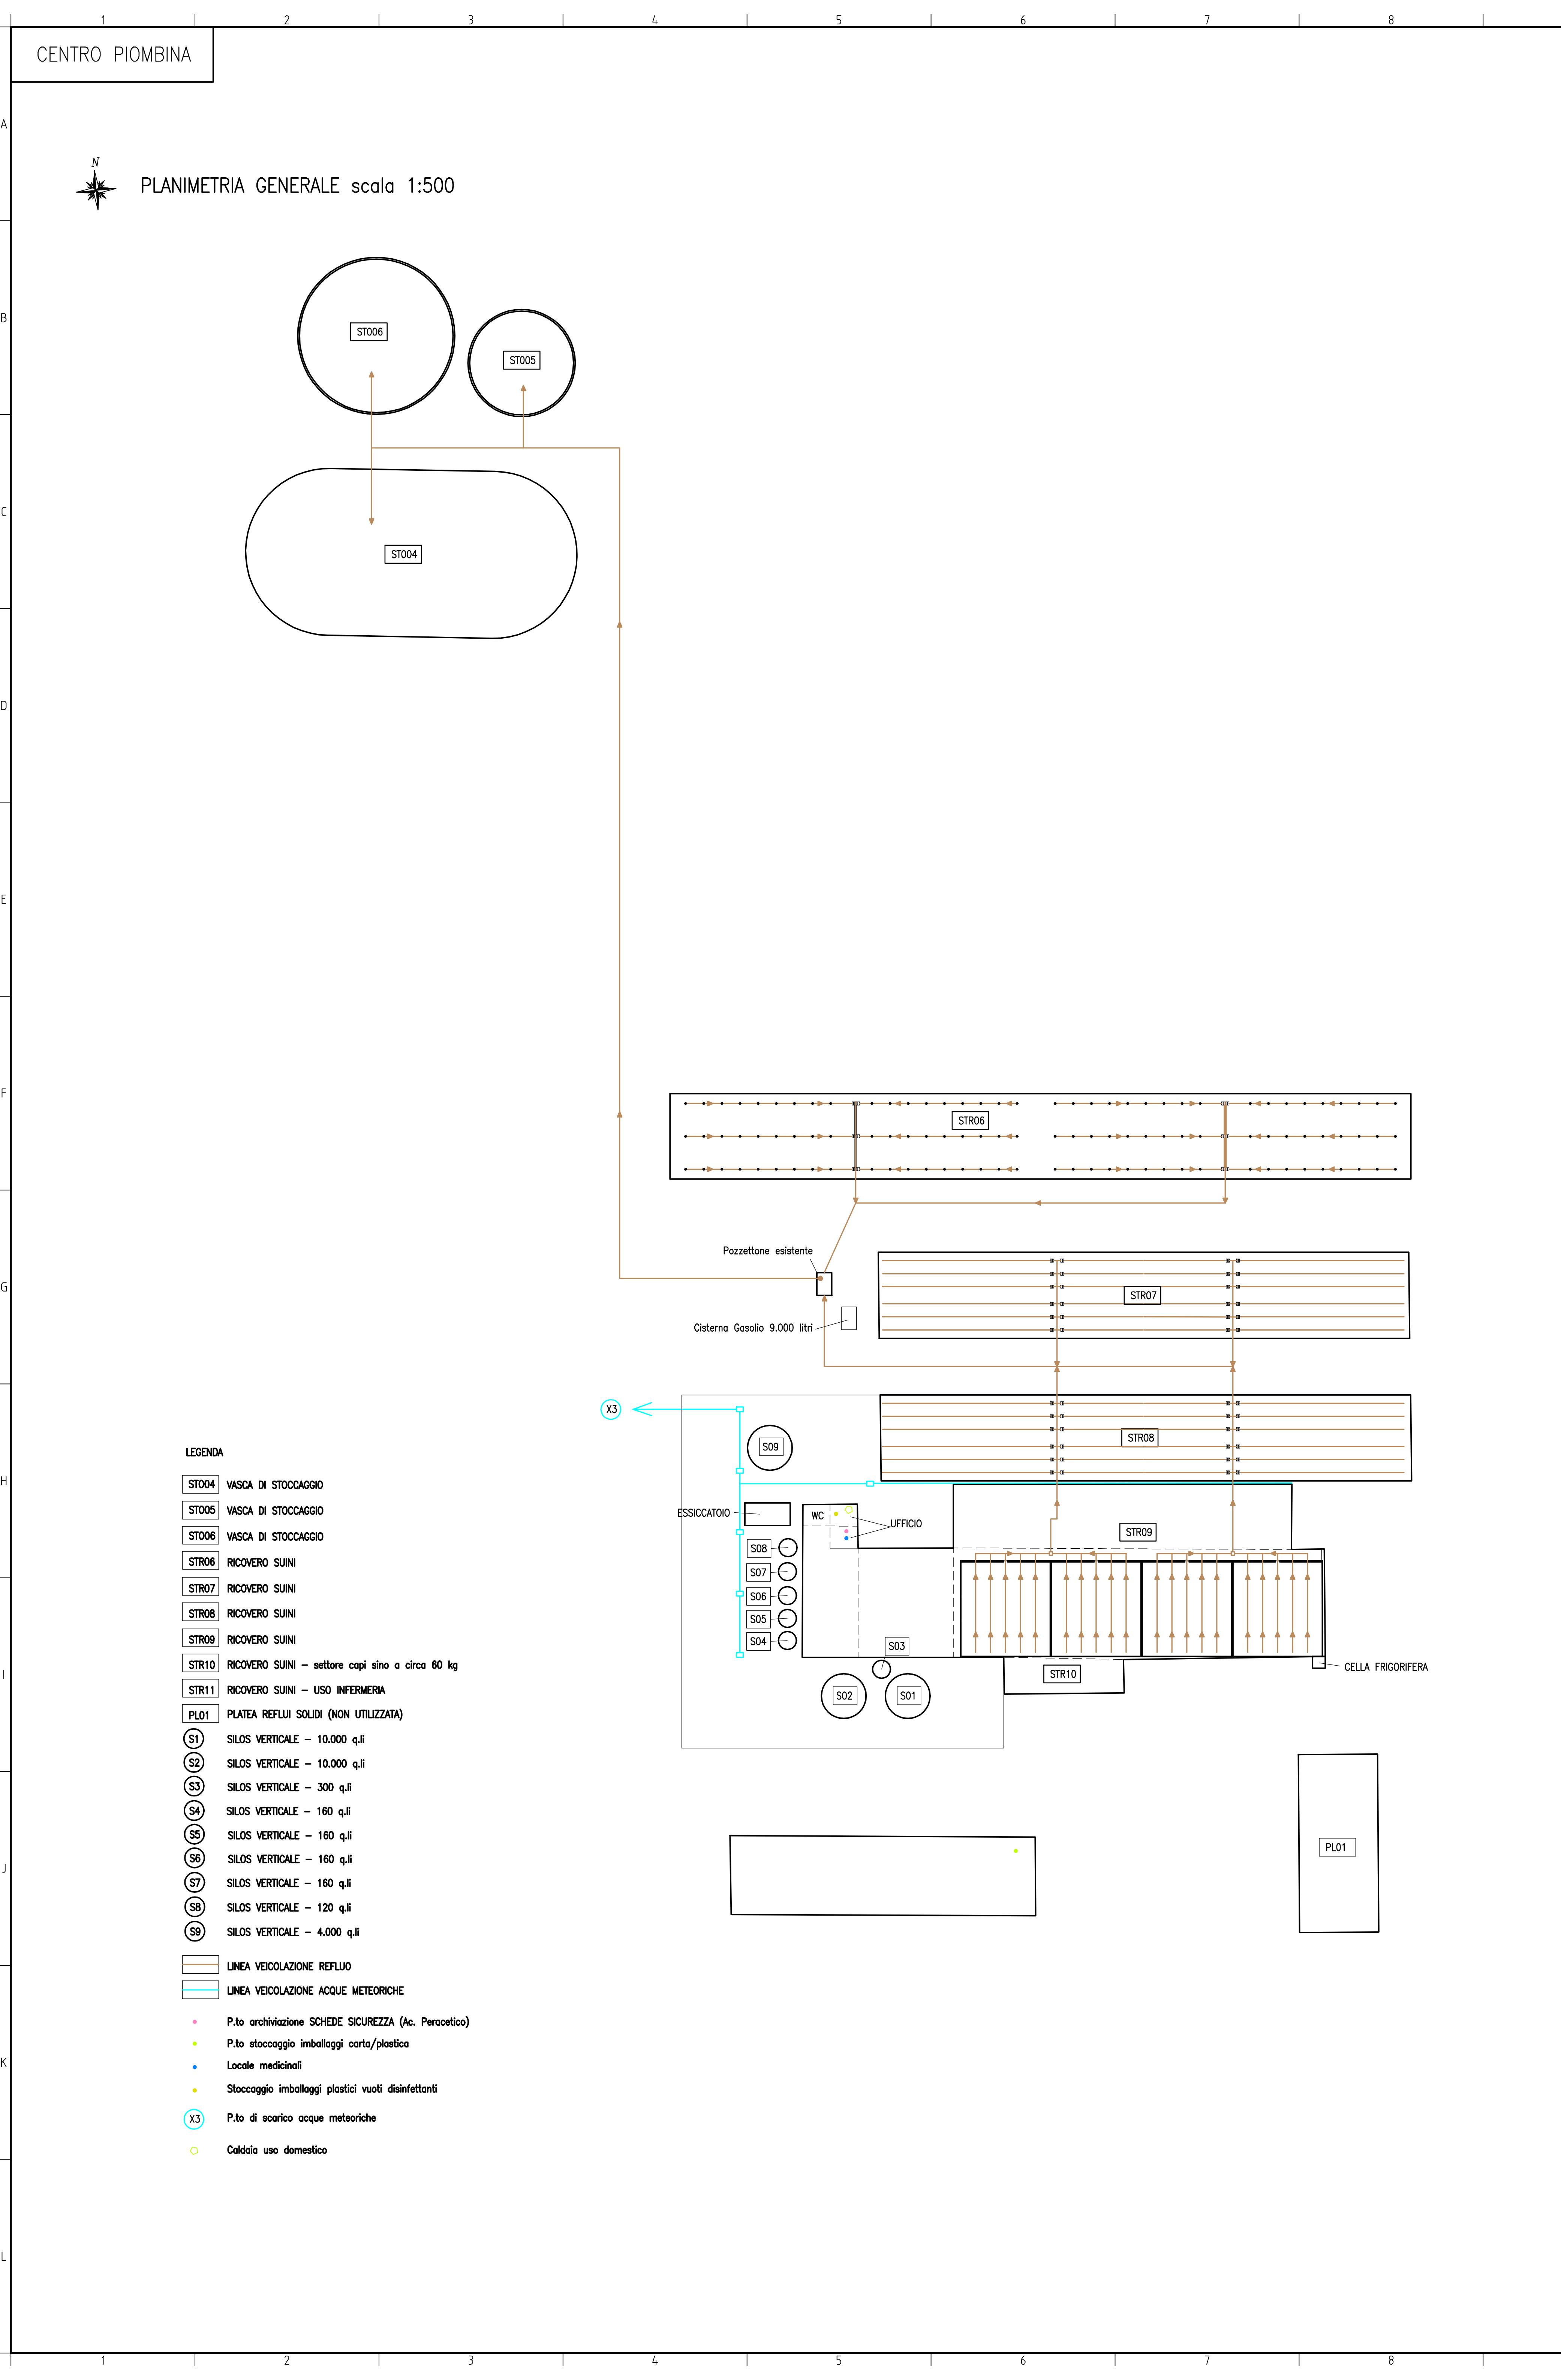 1 2 3 4 5 6 7 8
CENTRO PIOMBINA
A
N
PLANIMETRIA GENERALE scala 1:500
B
ST006
ST005
C
ST004
D
E
F
STR06
Pozzettone esistente
G
STR07
Cisterna Gasolio 9.000 litri
X3
STR08
S09
H
ESSICCATOIO
WC
UFFICIO
STR09
S08
S07
S06
S05
S04
S03
I
STR10
CELLA FRIGORIFERA
S02
S01
J
PL01
LEGENDA
ST004 VASCA DI STOCCAGGIO
ST005 VASCA DI STOCCAGGIO
ST006 VASCA DI STOCCAGGIO
STR06 RICOVERO SUINI
STR07 RICOVERO SUINI
STR08 RICOVERO SUINI
STR09 RICOVERO SUINI
STR10 RICOVERO SUINI – settore capi sino a circa 60 kg
STR11 RICOVERO SUINI – USO INFERMERIA
PL01 PLATEA REFLUI SOLIDI (NON UTILIZZATA)
S1 SILOS VERTICALE – 10.000 q.li
S2 SILOS VERTICALE – 10.000 q.li
S3 SILOS VERTICALE – 300 q.li
S4 SILOS VERTICALE – 160 q.li
S5 SILOS VERTICALE – 160 q.li
S6 SILOS VERTICALE – 160 q.li
S7 SILOS VERTICALE – 160 q.li
S8 SILOS VERTICALE – 120 q.li
S9 SILOS VERTICALE – 4.000 q.li
LINEA VEICOLAZIONE REFLUO
LINEA VEICOLAZIONE ACQUE METEORICHE
P.to archiviazione SCHEDE SICUREZZA (Ac. Peracetico)
P.to stoccaggio imballaggi carta/plastica
K
Locale medicinali
Stoccaggio imballaggi plastici vuoti disinfettanti
X3 P.to di scarico acque meteoriche
Caldaia uso domestico
L
1 2 3 4 5 6 7 8